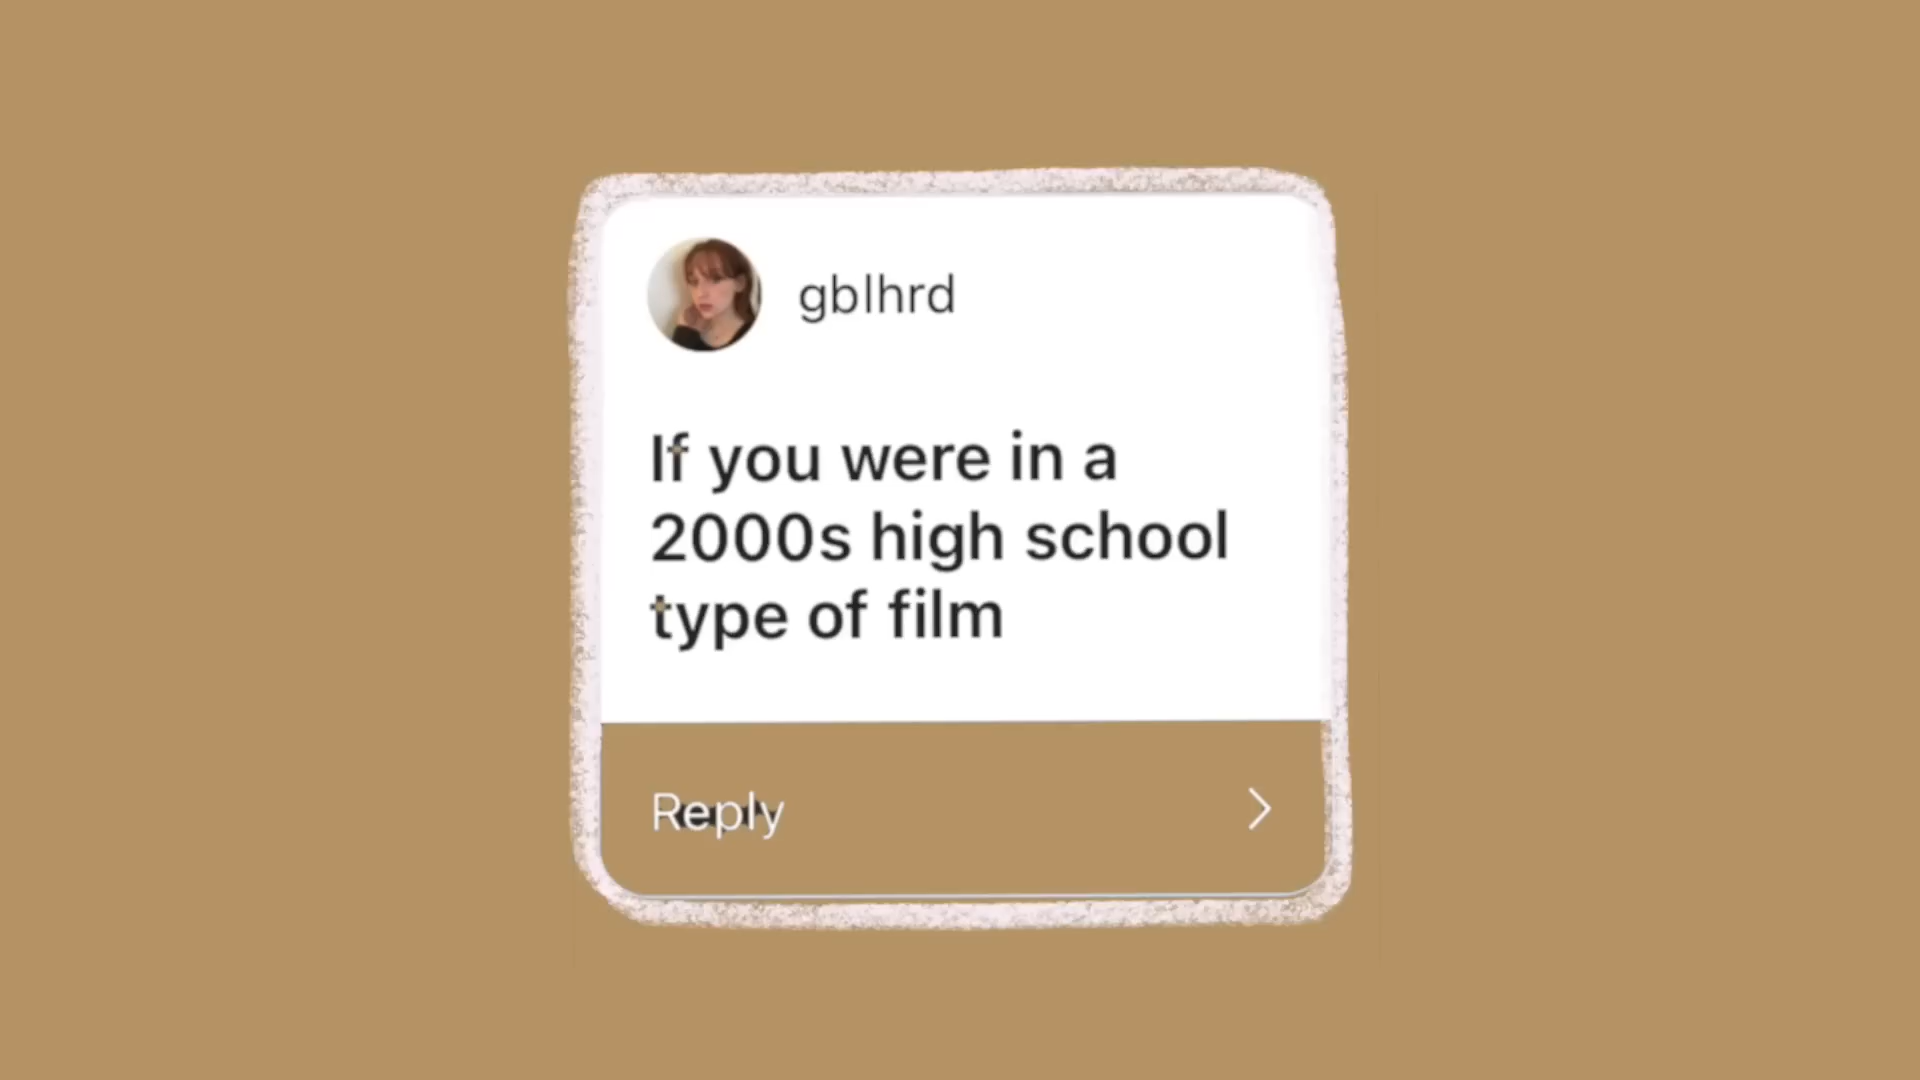 gblhrd
If you were in a
2000s high school
type of film
Reply